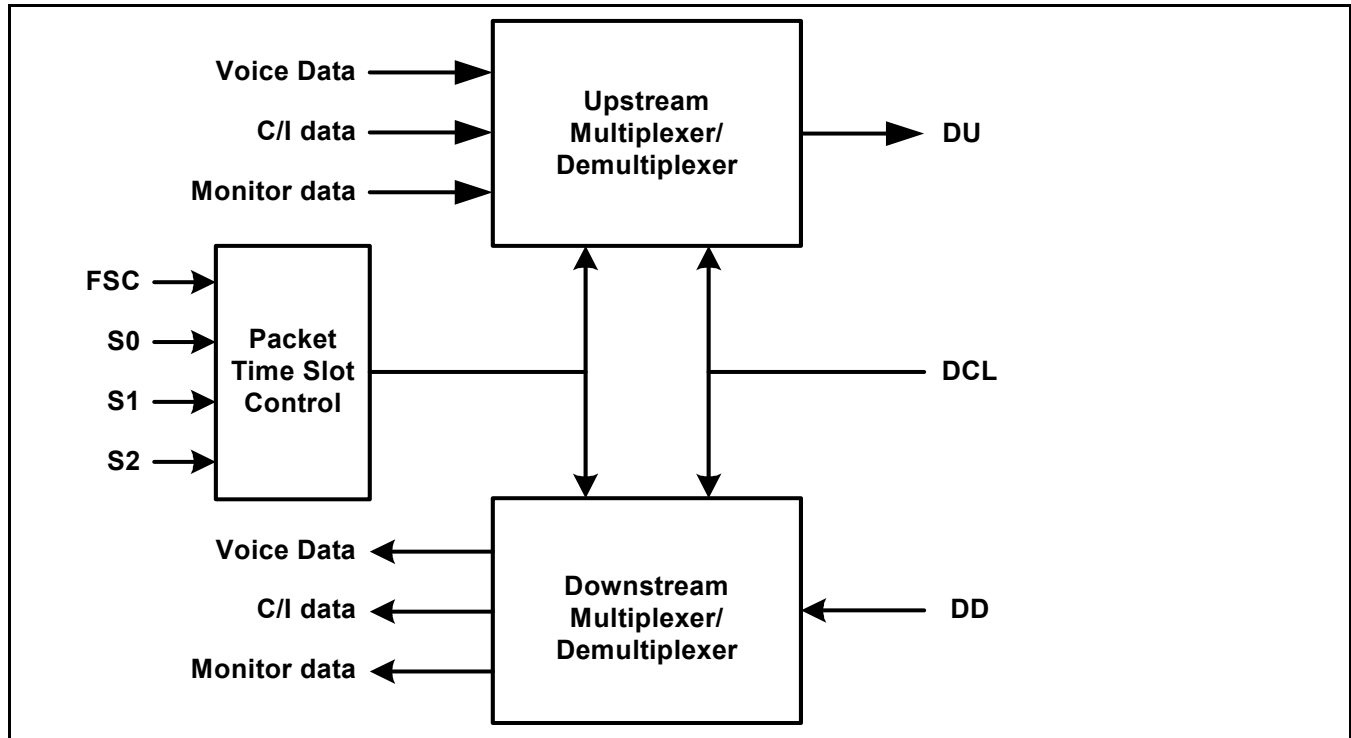 Voice Data
C/I data
Monitor data
Upstream
Multiplexer/
Demultiplexer
DU
FSC
S0
S1
S2
Packet
Time Slot
Control
DCL
Voice Data
C/I data
Monitor data
Downstream
Multiplexer/
Demultiplexer
DD